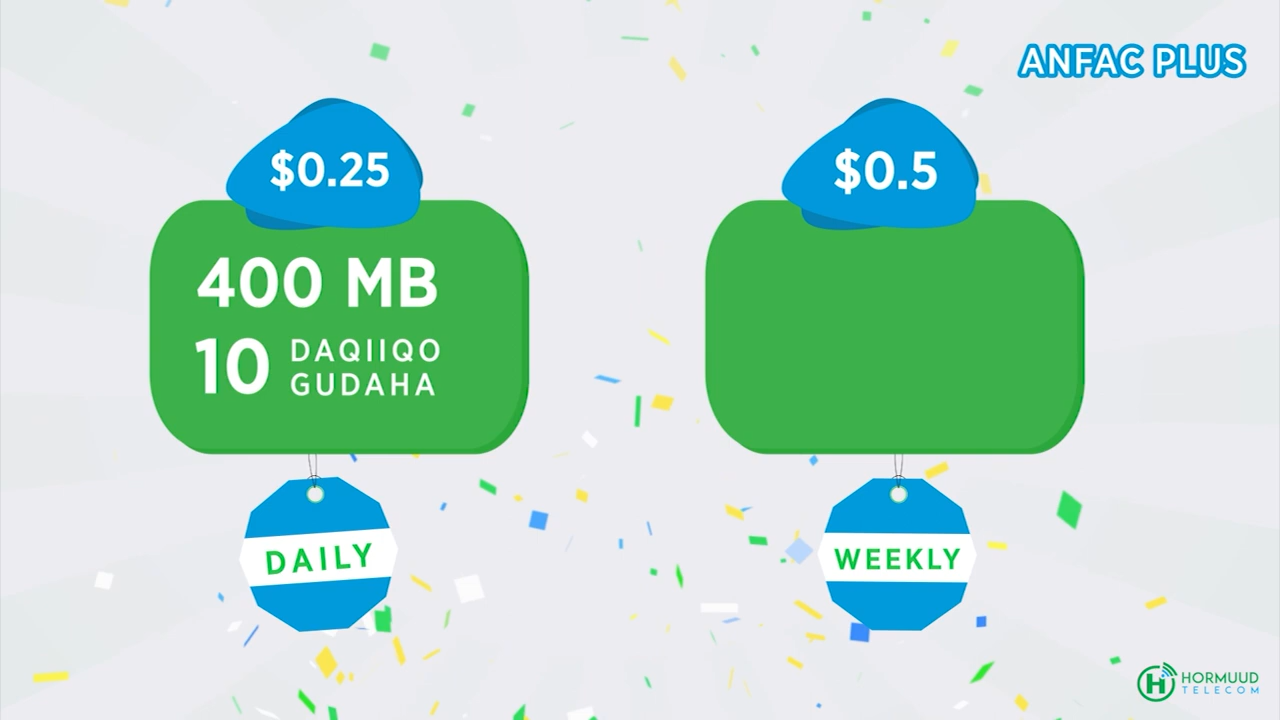 ANFAC PLUS
$0.25
400 MB
10 DAQIIQO
GUDAHA
DAILY
$0.5
WEEKLY
HORMUUD
TELECOM